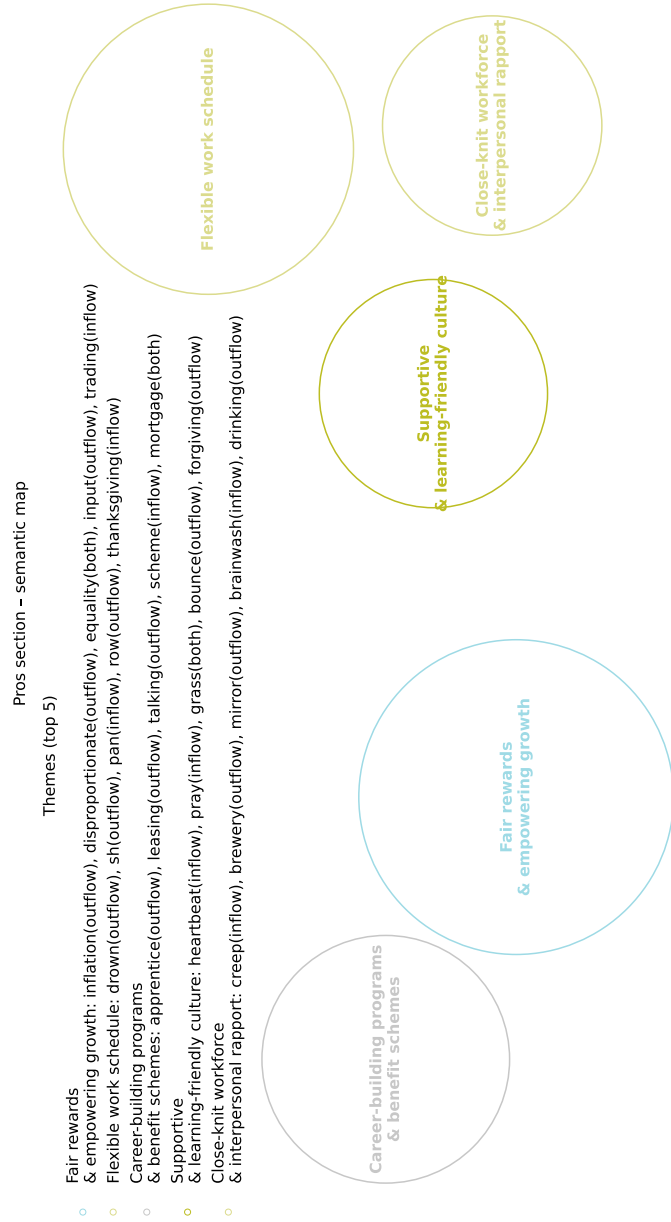 Pros section – semantic map
Themes (top 5)
Fair rewards
& empowering growth: inflation(outflow), disproportionate(outflow), equality(both), input(outflow), trading(inflow)
Flexible work schedule: drown(outflow), sh(outflow), pan(inflow), row(outflow), thanksgiving(inflow)
Career-building programs
& benefit schemes: apprentice(outflow), leasing(outflow), talking(outflow), scheme(inflow), mortgage(both)
Supportive
& learning-friendly culture: heartbeat(inflow), pray(inflow), grass(both), bounce(outflow), forgiving(outflow)
Close-knit workforce
& interpersonal rapport: creep(inflow), brewery(outflow), mirror(outflow), brainwash(inflow), drinking(outflow)
Flexible work schedule
Close-knit workforce
& interpersonal rapport
Supportive
& learning-friendly culture
Fair rewards
& empowering growth
Career-building programs
& benefit schemes